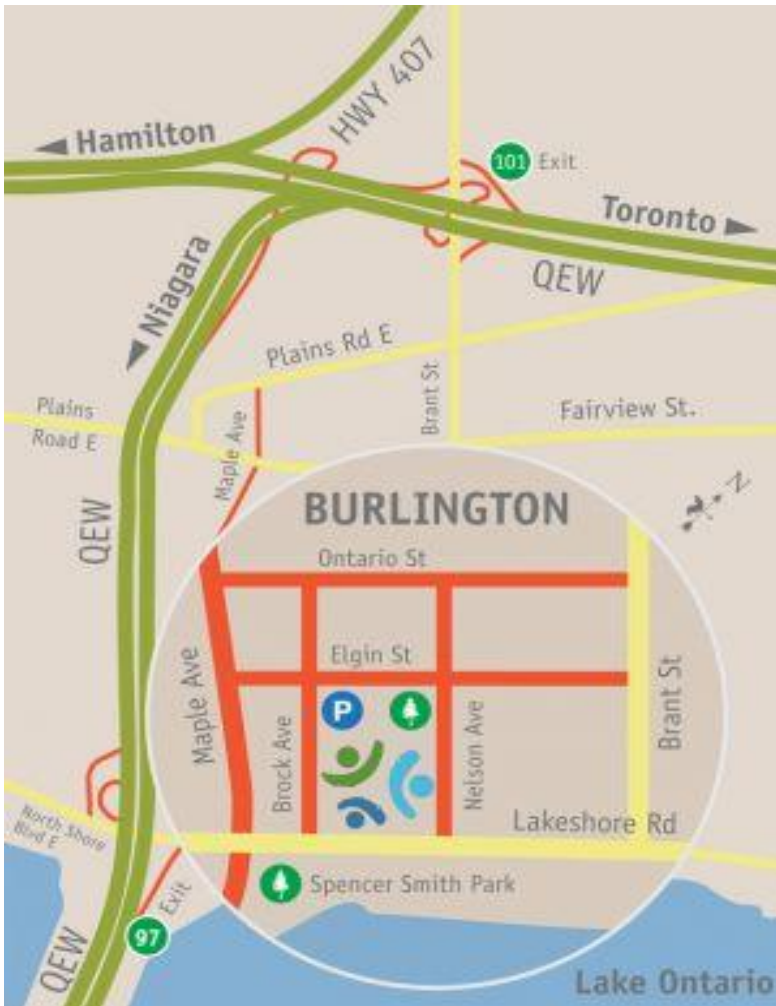 HWY 407
Hamilton
101 Exit
Toronto
QEW
Niagara
Plains Rd E
Brant St
Plains
Road E
Fairview St.
Maple Ave
N
BURLINGTON
QEW
Ontario St
Elgin St
Maple Ave
P
Brock Ave
Nelson Ave
Brant St
North Shore
Blvd E
Lakeshore Rd
Spencer Smith Park
97 Exit
QEW
Lake Ontario